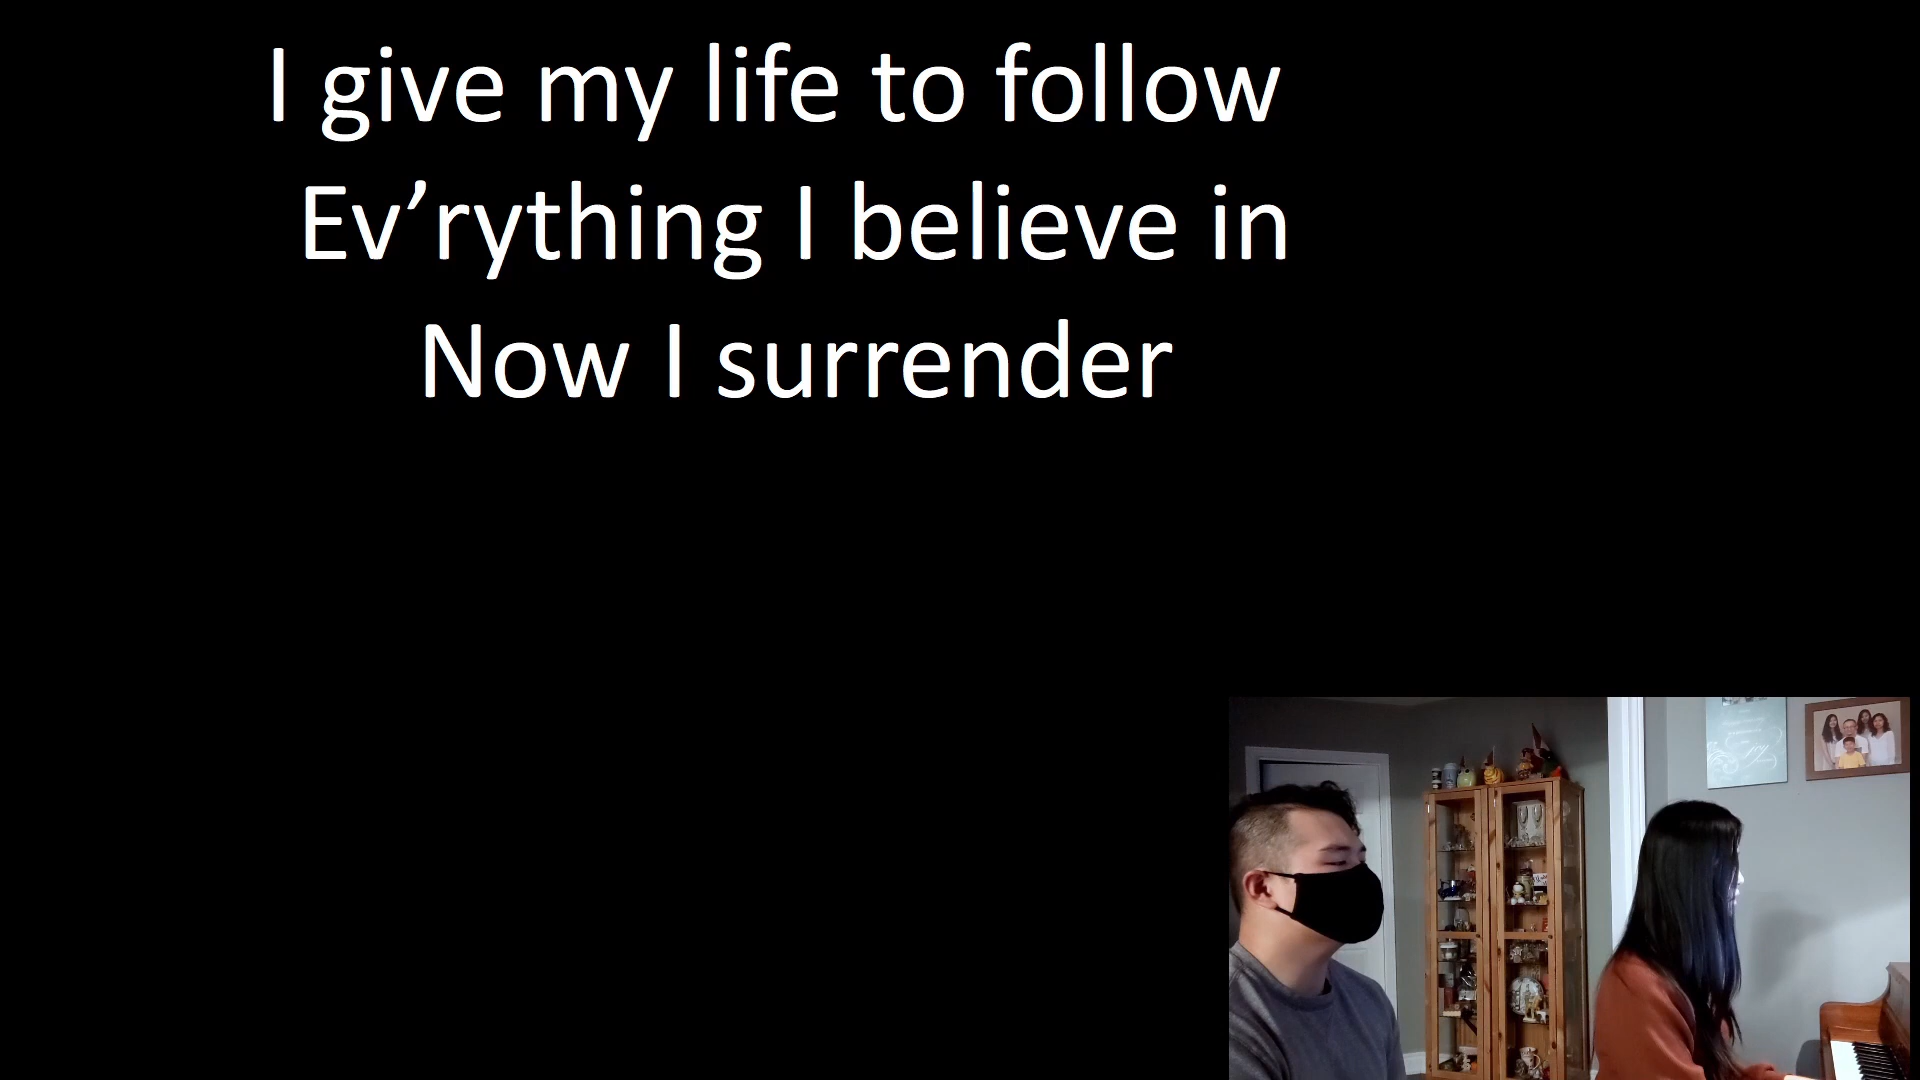 I give my life to follow
Ev’rything I believe in
Now I surrender